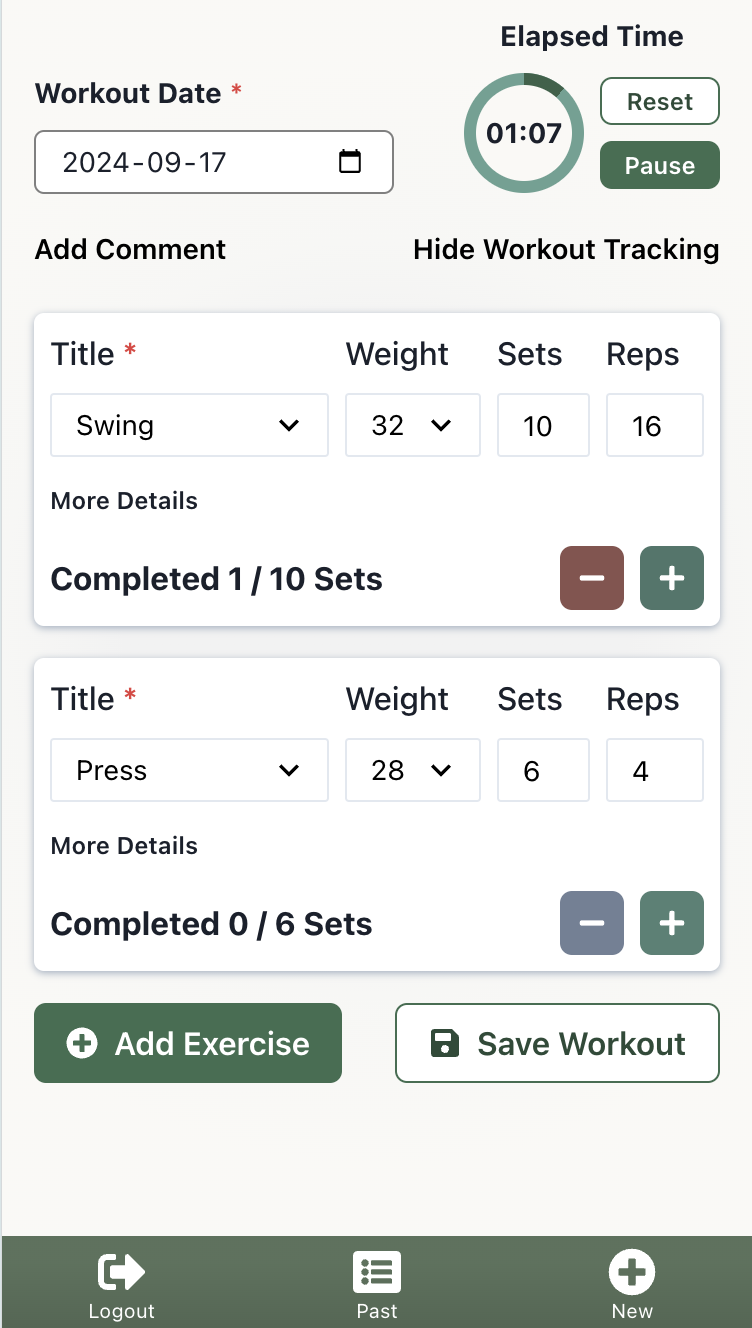 Elapsed Time
Workout Date *
2024-09-17
01:07
Reset
Pause
Add Comment
Hide Workout Tracking
Title * Weight Sets Reps
Swing 32 10 16
More Details
Completed 1 / 10 Sets
Title * Weight Sets Reps
Press 28 6 4
More Details
Completed 0 / 6 Sets
Add Exercise
Save Workout
Logout
Past
New